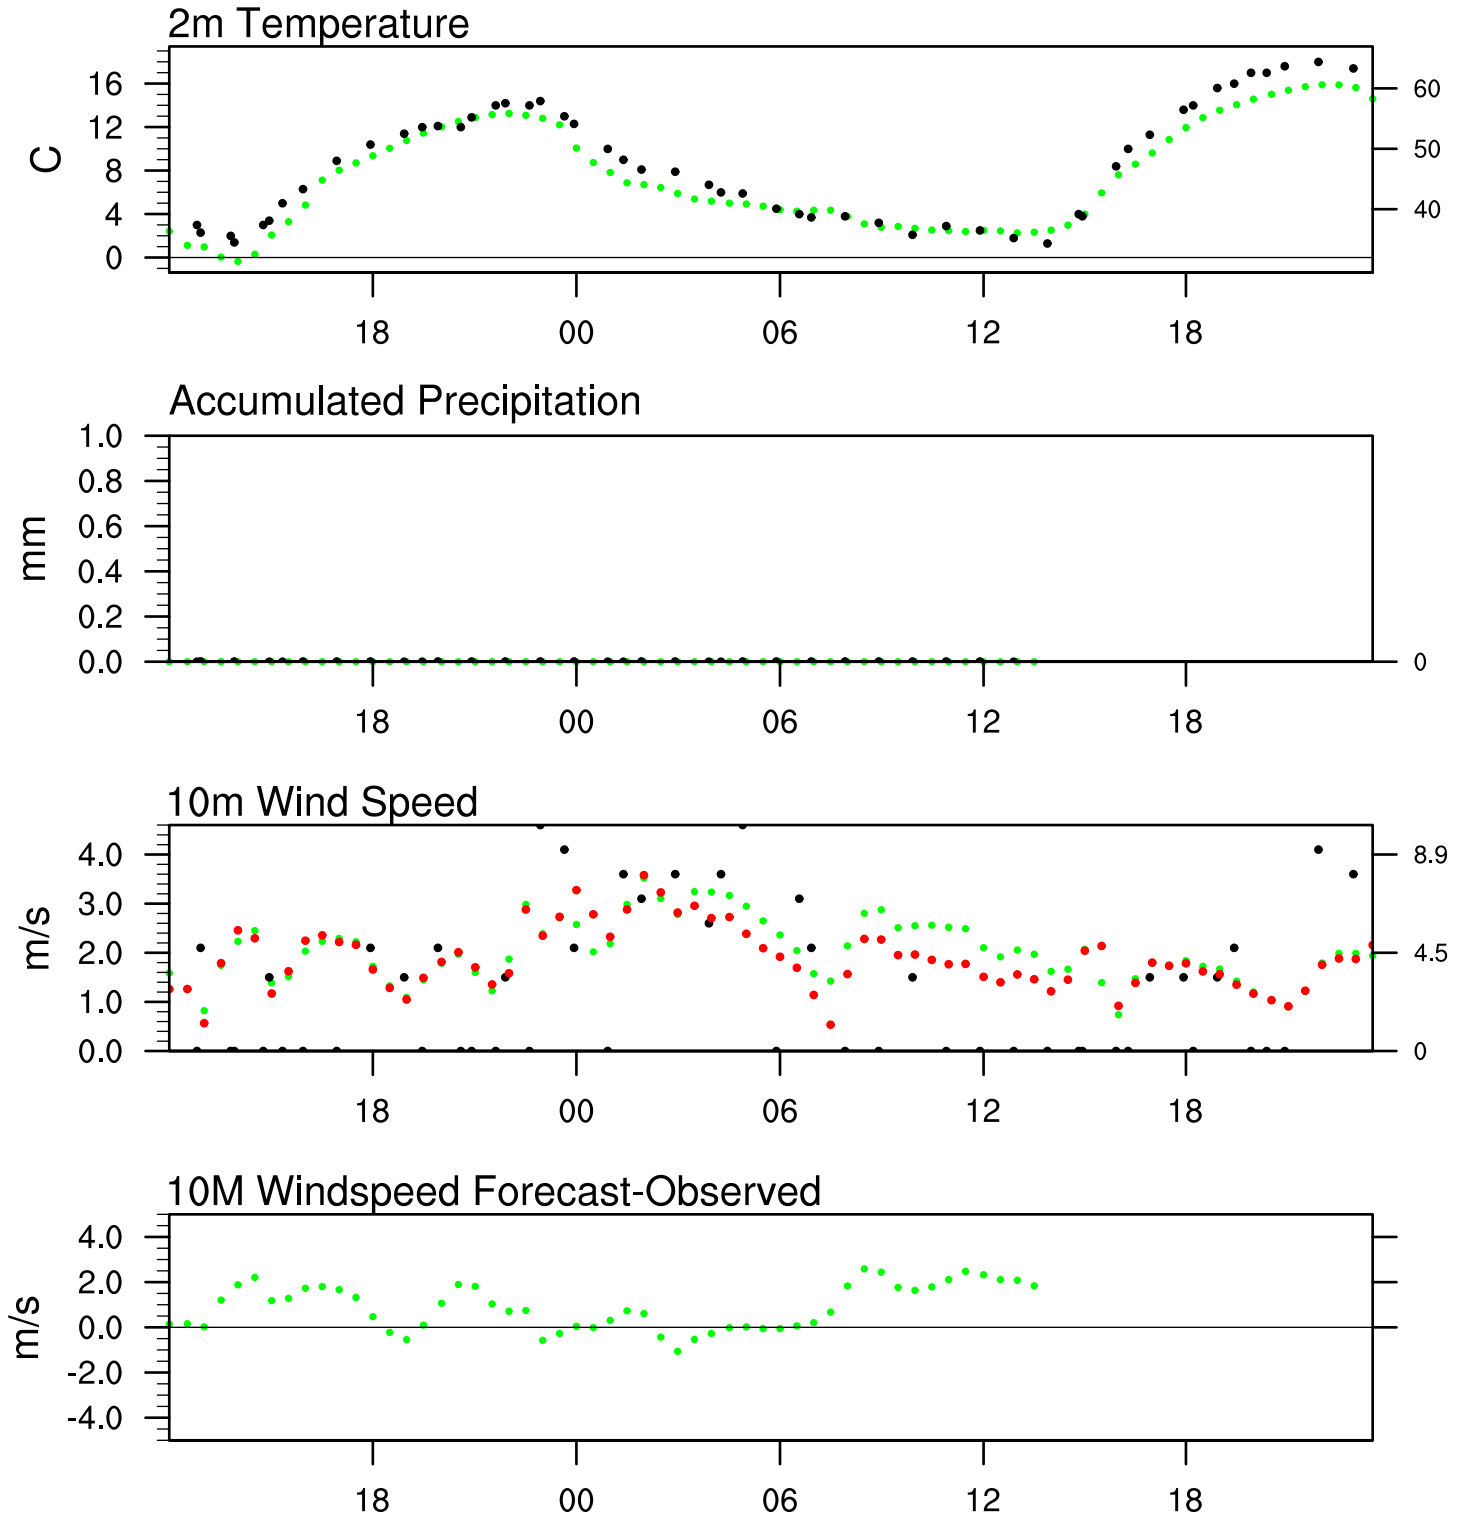 2m Temperature
16
12
8
4
0
C
60
50
40
18 00 06 12 18
Accumulated Precipitation
1.0
0.8
0.6
0.4
0.2
0.0
mm
0
18 00 06 12 18
10m Wind Speed
4.0
3.0
2.0
1.0
0.0
m/s
8.9
4.5
0
18 00 06 12 18
10M Windspeed Forecast-Observed
4.0
2.0
0.0
-2.0
-4.0
m/s
18 00 06 12 18